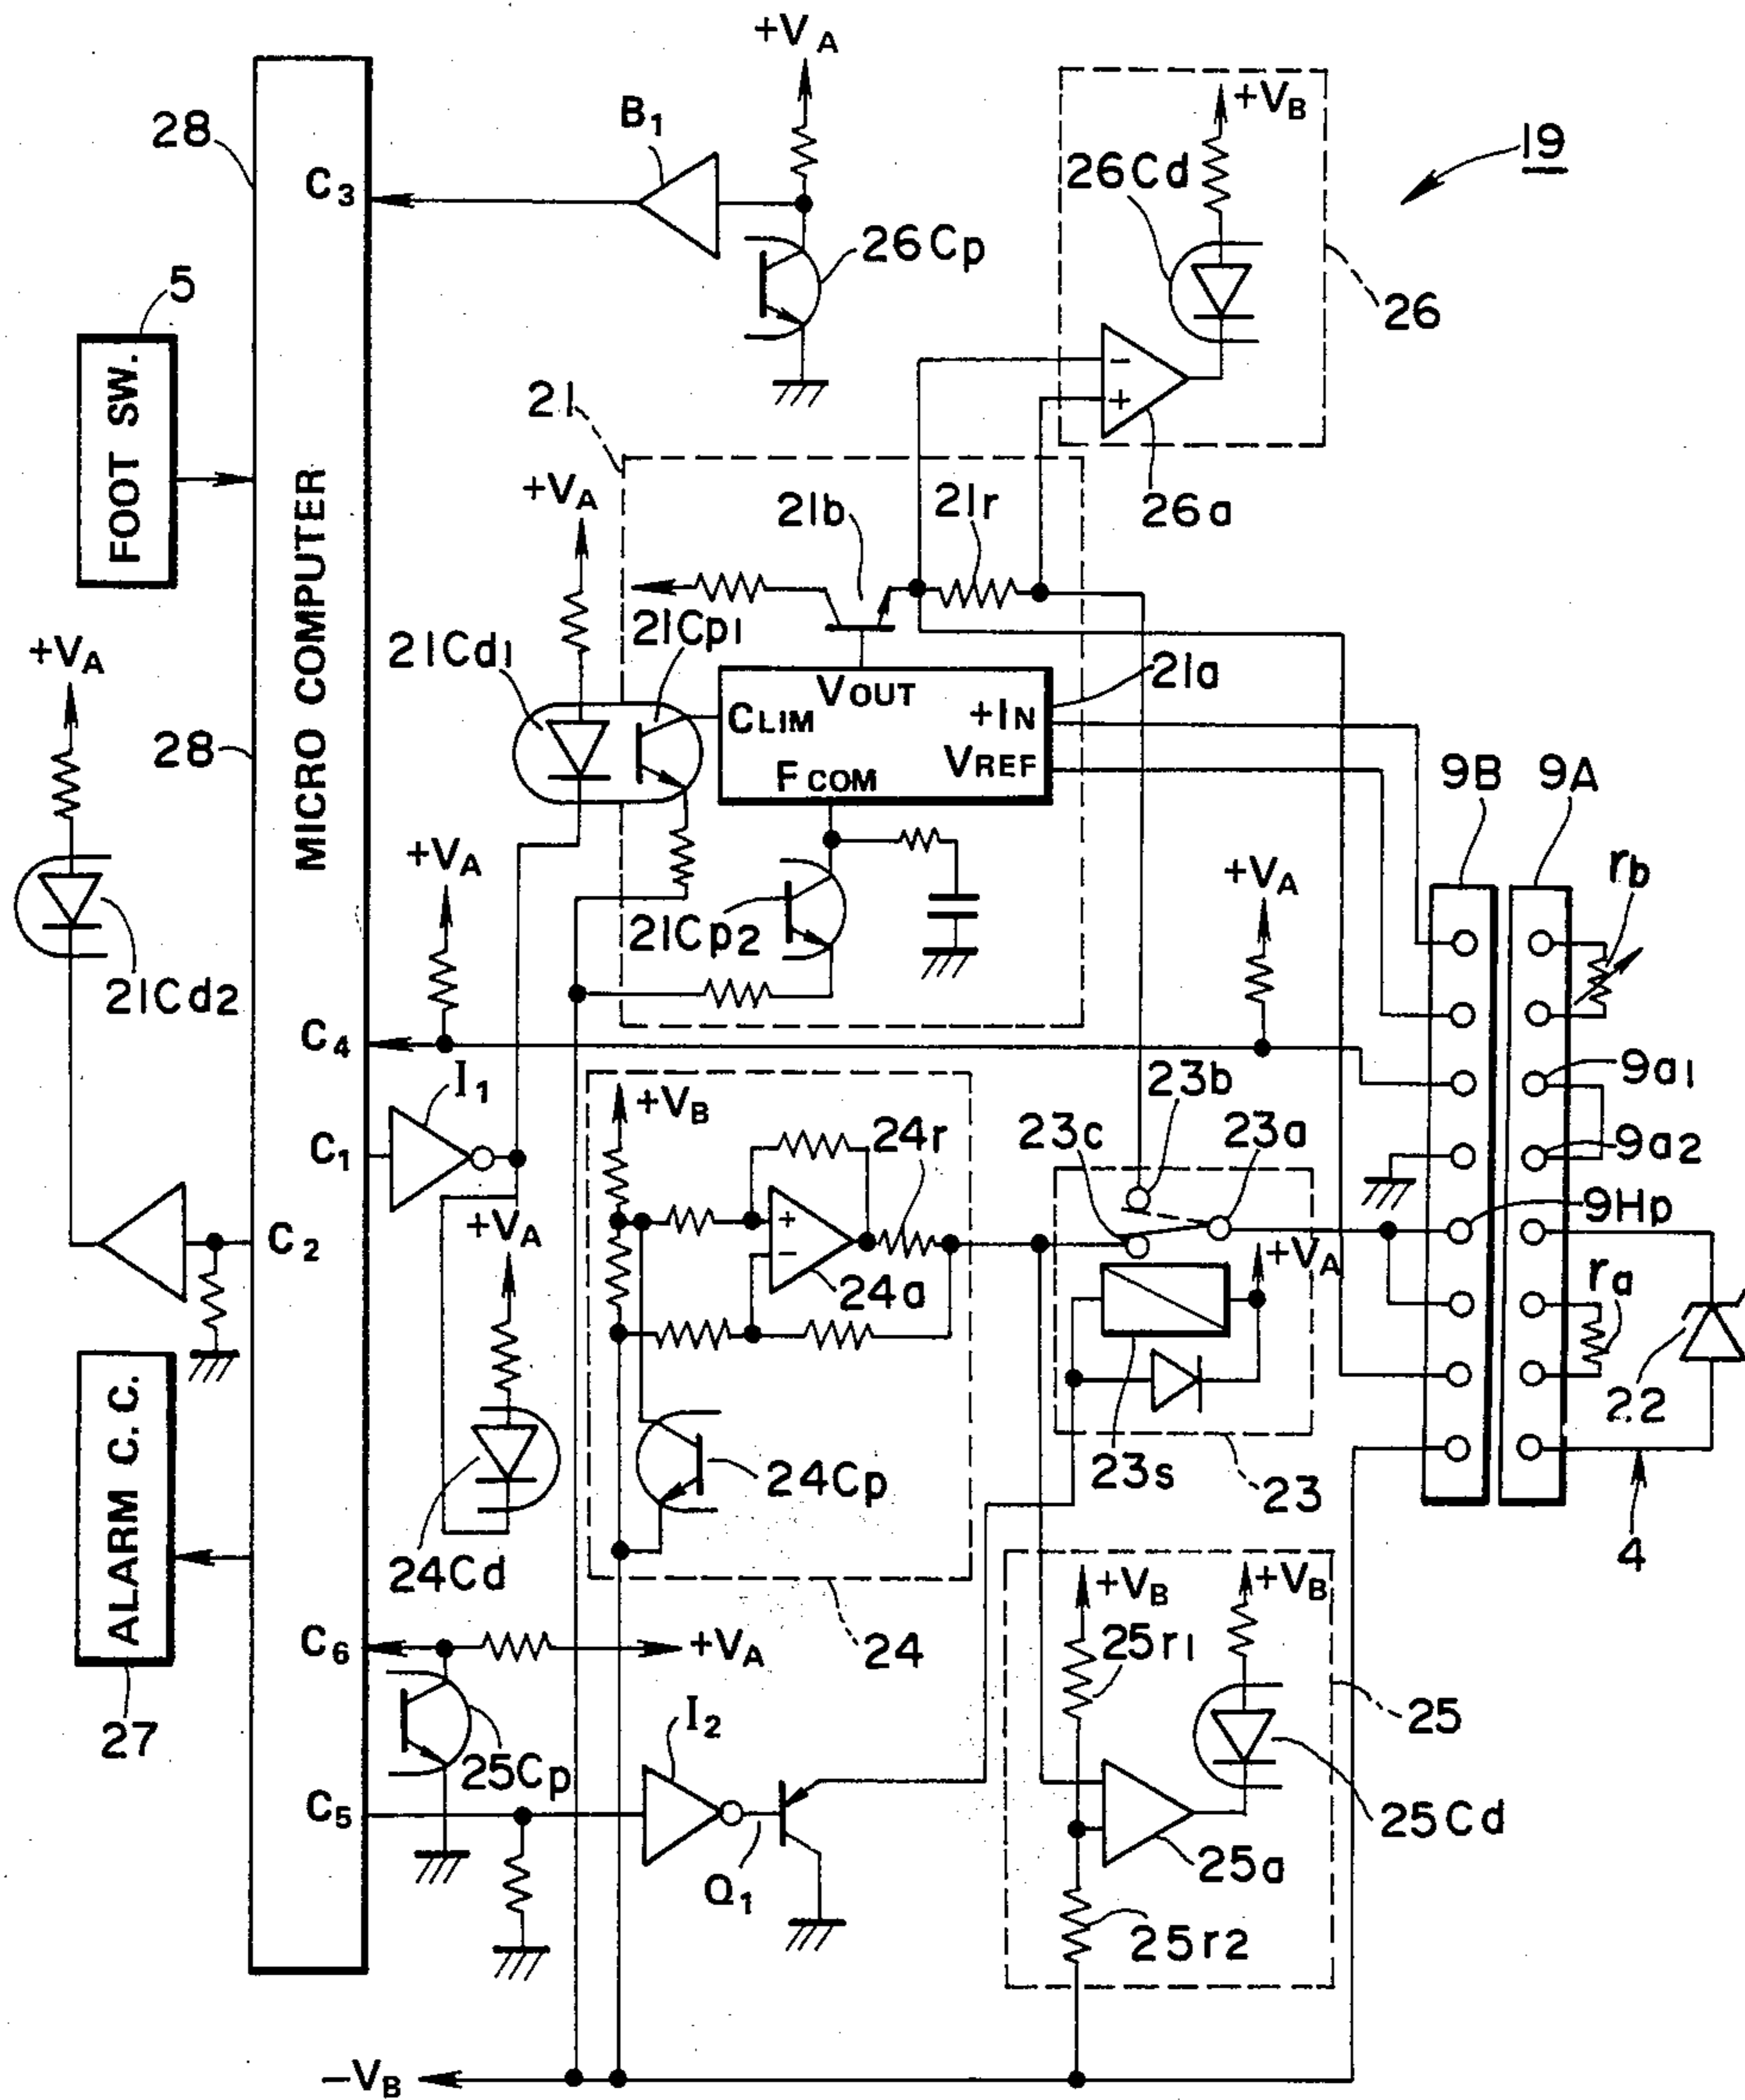 +VA
B1
+VB
19
28
C3
26Cd
26Cp
26
5
FOOT SW.
21
+VA
21b
21r
26a
MICRO COMPUTER
21Cp1
21Cd1
21a
VOUT
CLIM
+IN
VREF
FCOM
+VA
28
9B
9A
+VA
+VA
rb
21Cp2
21Cd2
C4
I1
23b
9a1
+VB
C1
24r
23c
23a
9a2
9Hp
+VA
C2
+
-
24a
+VA
ra
22
24Cp
23s
23
4
ALARM C.C.
24Cd
+VB
+VB
C6
+VA
24
25r1
27
25Cp
I2
25
C5
25Cd
Q1
25a
25r2
-VB
-
+